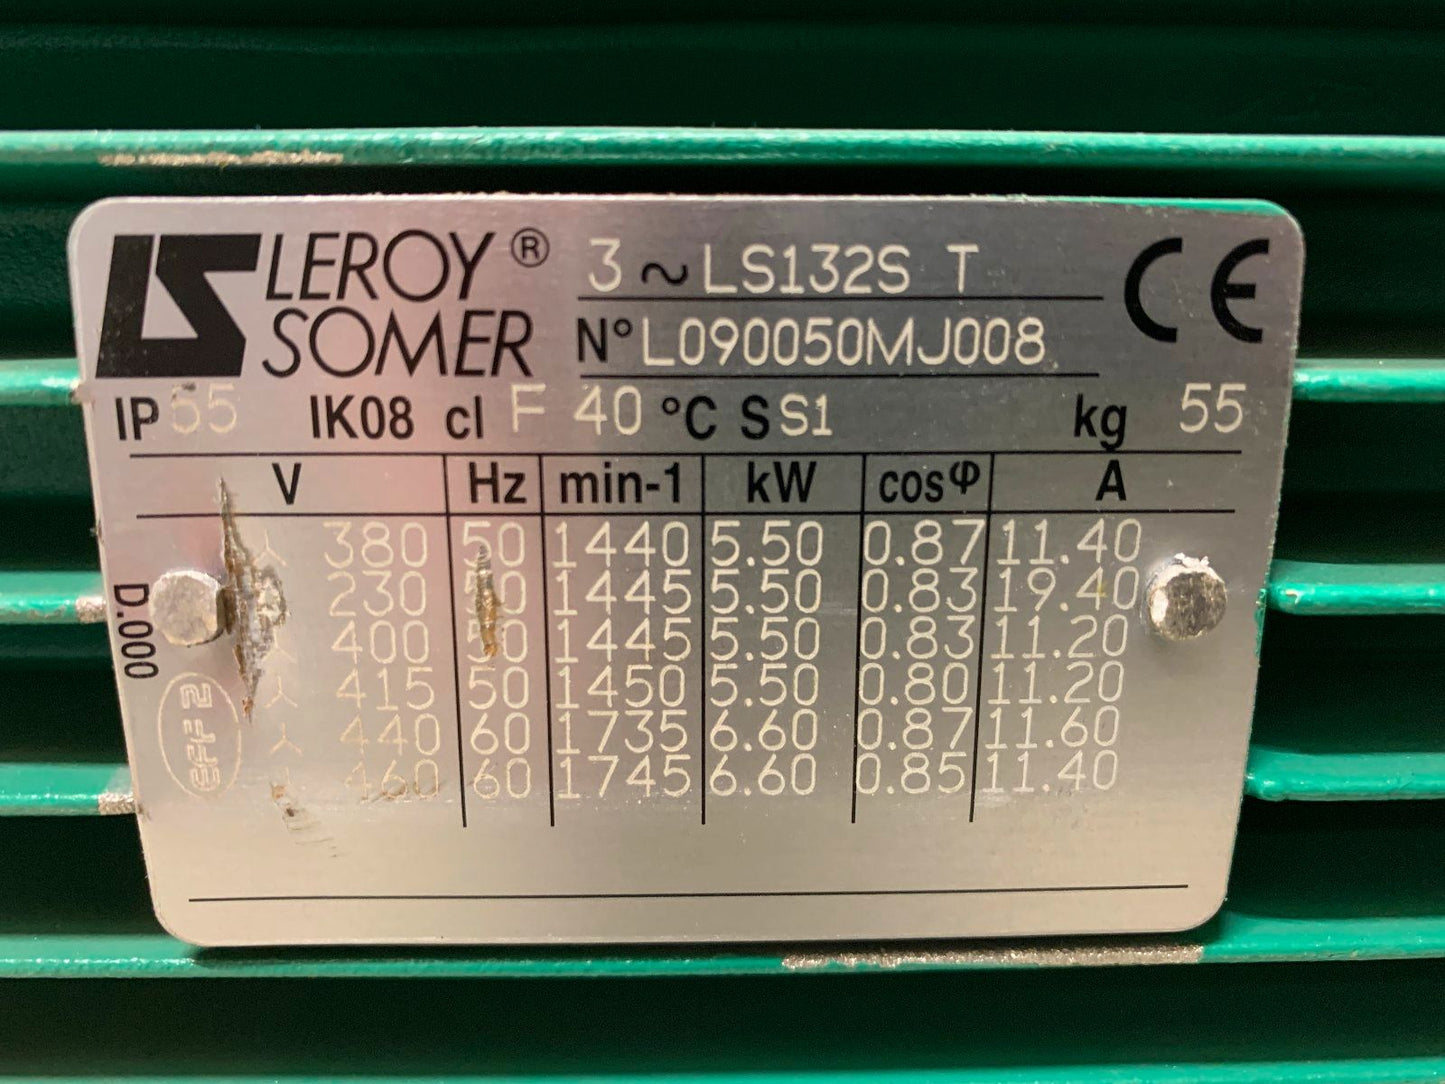 LS LEROY® SOMER
3 ~ LS132S T
N° L090050MJ008
CE
IP 55 IK08 cl F 40 °C S S1 kg 55
V Hz min-1 kW cosφ A
380 50 1440 5.50 0.87 11.40
230 50 1445 5.50 0.83 19.40
400 50 1445 5.50 0.83 11.20
415 50 1450 5.50 0.80 11.20
440 60 1735 6.60 0.87 11.60
460 60 1745 6.60 0.85 11.40
D.000
eff2